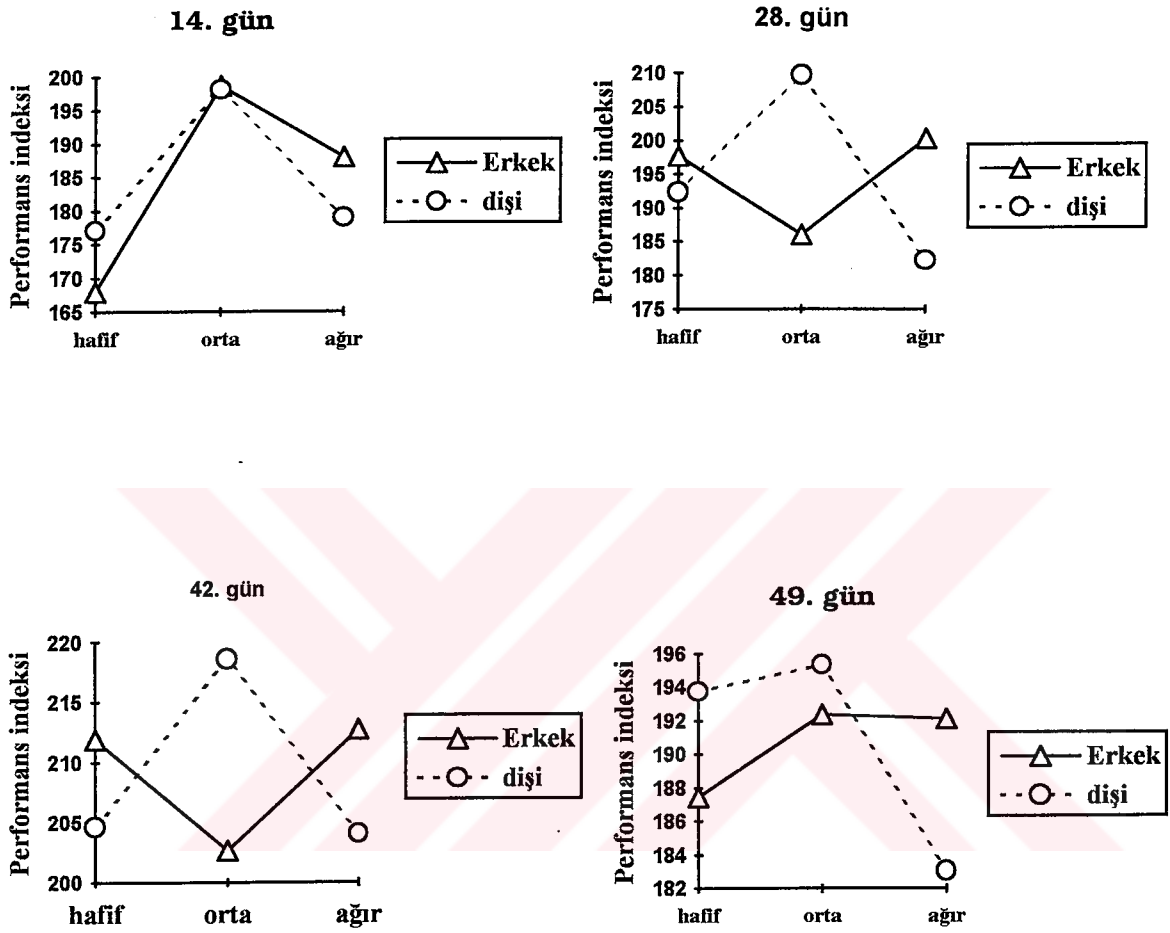 14. gün
Performans indeksi
200
195
190
185
180
175
170
165
hafif orta ağır
Erkek
dişi
28. gün
Performans indeksi
210
205
200
195
190
185
180
175
hafif orta ağır
Erkek
dişi
42. gün
Performans indeksi
220
215
210
205
200
hafif orta ağır
Erkek
dişi
49. gün
Performans indeksi
196
194
192
190
188
186
184
182
hafif orta ağır
Erkek
dişi